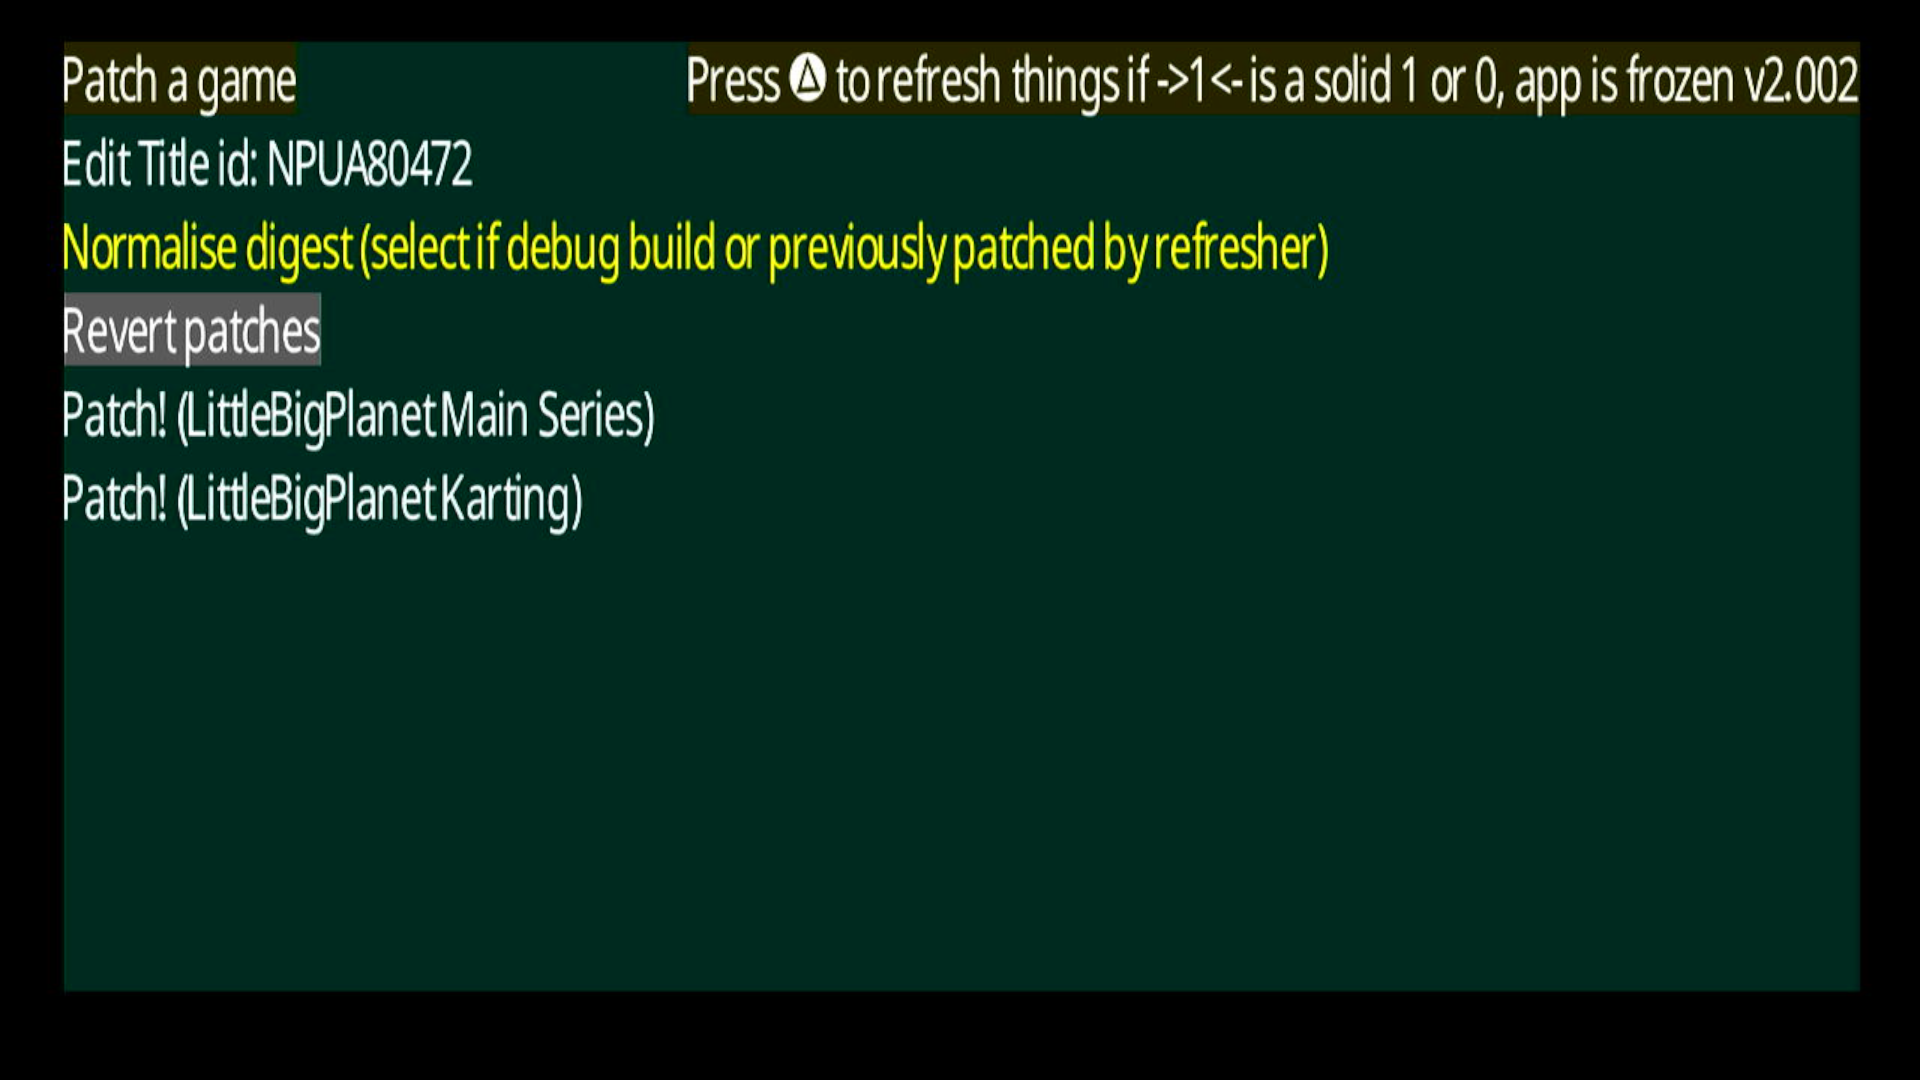 Patch a game
Press △ to refresh things if ->1<- is a solid 1 or 0, app is frozen v2.002
Edit Title id: NPUA80472
Normalise digest (select if debug build or previously patched by refresher)
Revert patches
Patch! (LittleBigPlanet Main Series)
Patch! (LittleBigPlanet Karting)